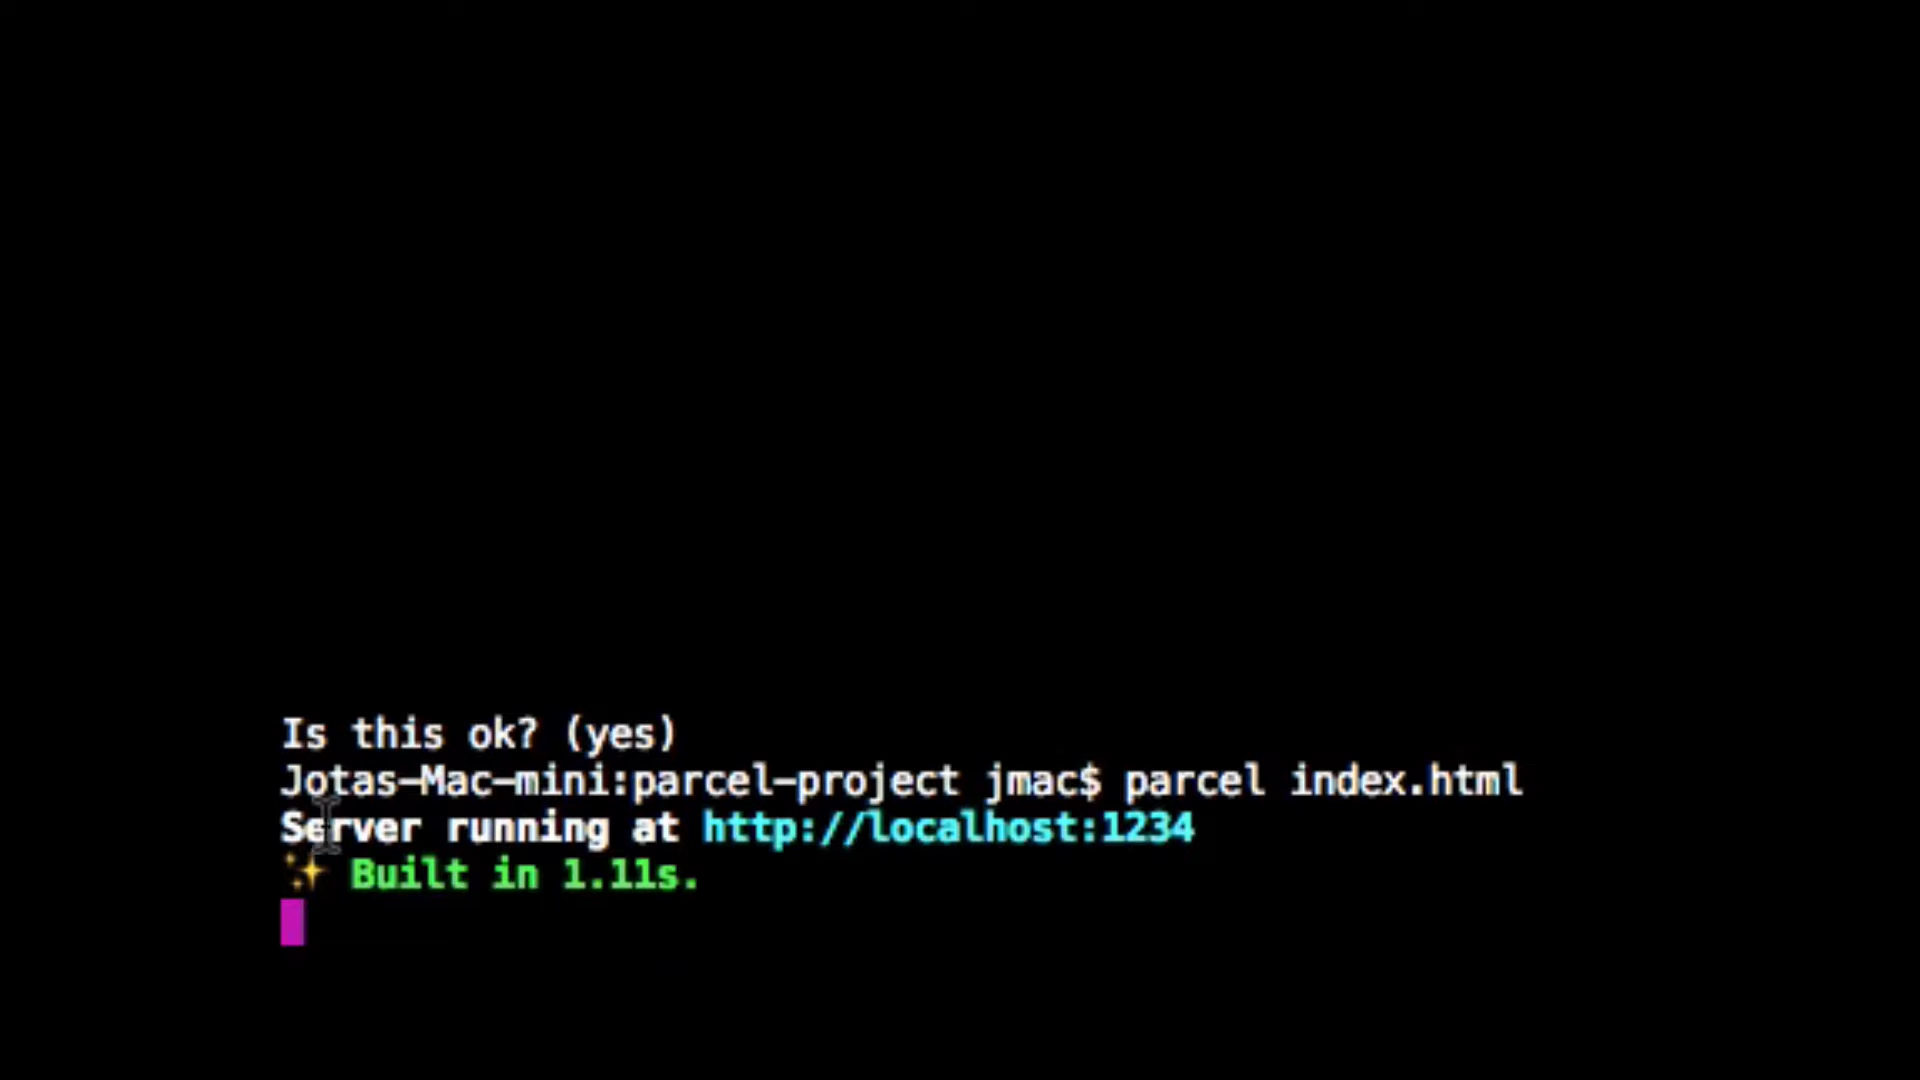 Is this ok? (yes)
Jotas-Mac-mini:parcel-project jmac$ parcel index.html
Server running at http://localhost:1234
✨ Built in 1.11s.